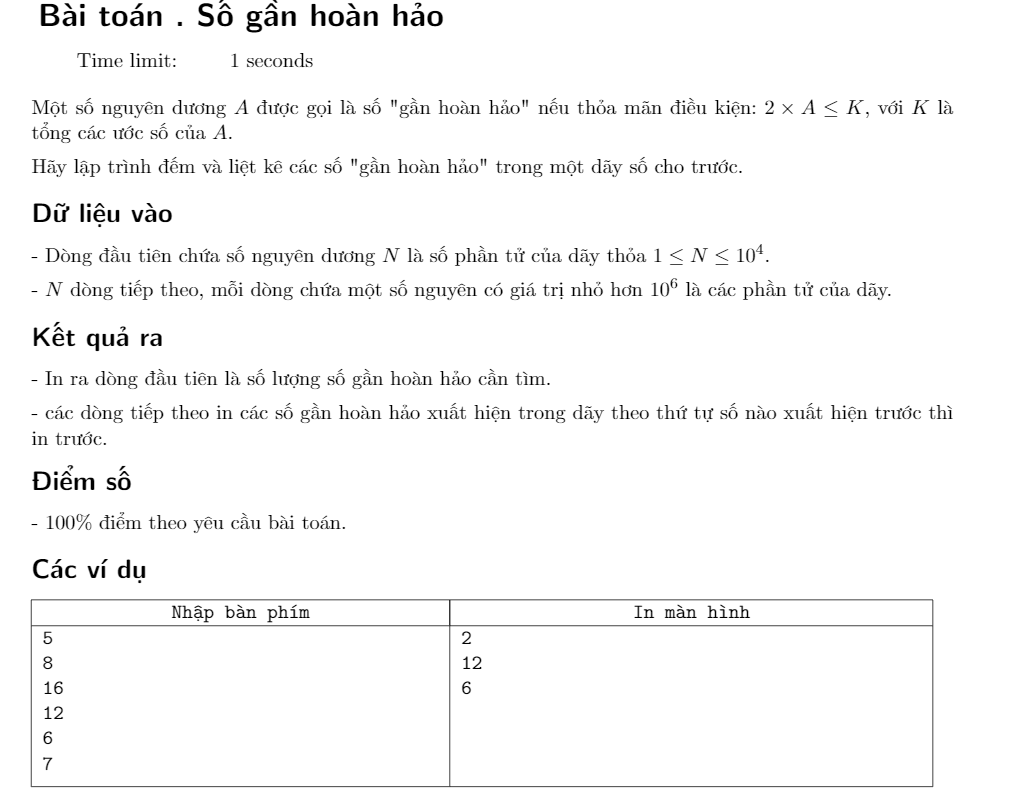 Bài toán . Số gần hoàn hảo
Time limit: 1 seconds
Một số nguyên dương A được gọi là số "gần hoàn hảo" nếu thỏa mãn điều kiện: 2 × A ≤ K, với K là
tổng các ước số của A.
Hãy lập trình đếm và liệt kê các số "gần hoàn hảo" trong một dãy số cho trước.
Dữ liệu vào
- Dòng đầu tiên chứa số nguyên dương N là số phần tử của dãy thỏa 1 ≤ N ≤ 10⁴.
- N dòng tiếp theo, mỗi dòng chứa một số nguyên có giá trị nhỏ hơn 10⁶ là các phần tử của dãy.
Kết quả ra
- In ra dòng đầu tiên là số lượng số gần hoàn hảo cần tìm.
- các dòng tiếp theo in các số gần hoàn hảo xuất hiện trong dãy theo thứ tự số nào xuất hiện trước thì
in trước.
Điểm số
- 100% điểm theo yêu cầu bài toán.
Các ví dụ
Nhập bàn phím In màn hình
5 2
8 12
16 6
12
6
7